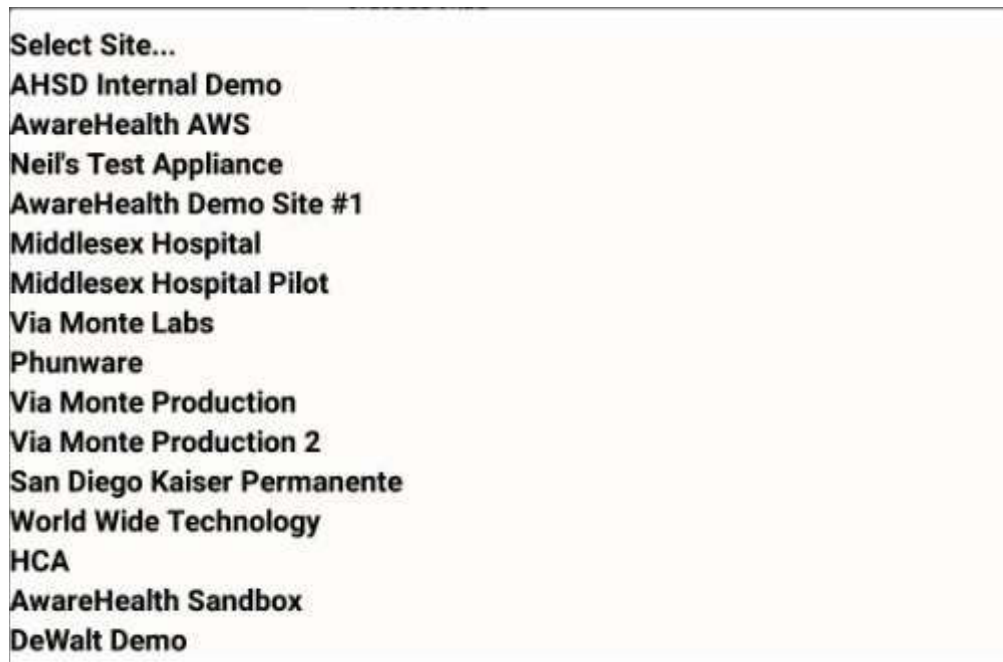 Select Site...
AHSD Internal Demo
AwareHealth AWS
Neil's Test Appliance
AwareHealth Demo Site #1
Middlesex Hospital
Middlesex Hospital Pilot
Via Monte Labs
Phunware
Via Monte Production
Via Monte Production 2
San Diego Kaiser Permanente
World Wide Technology
HCA
AwareHealth Sandbox
DeWalt Demo